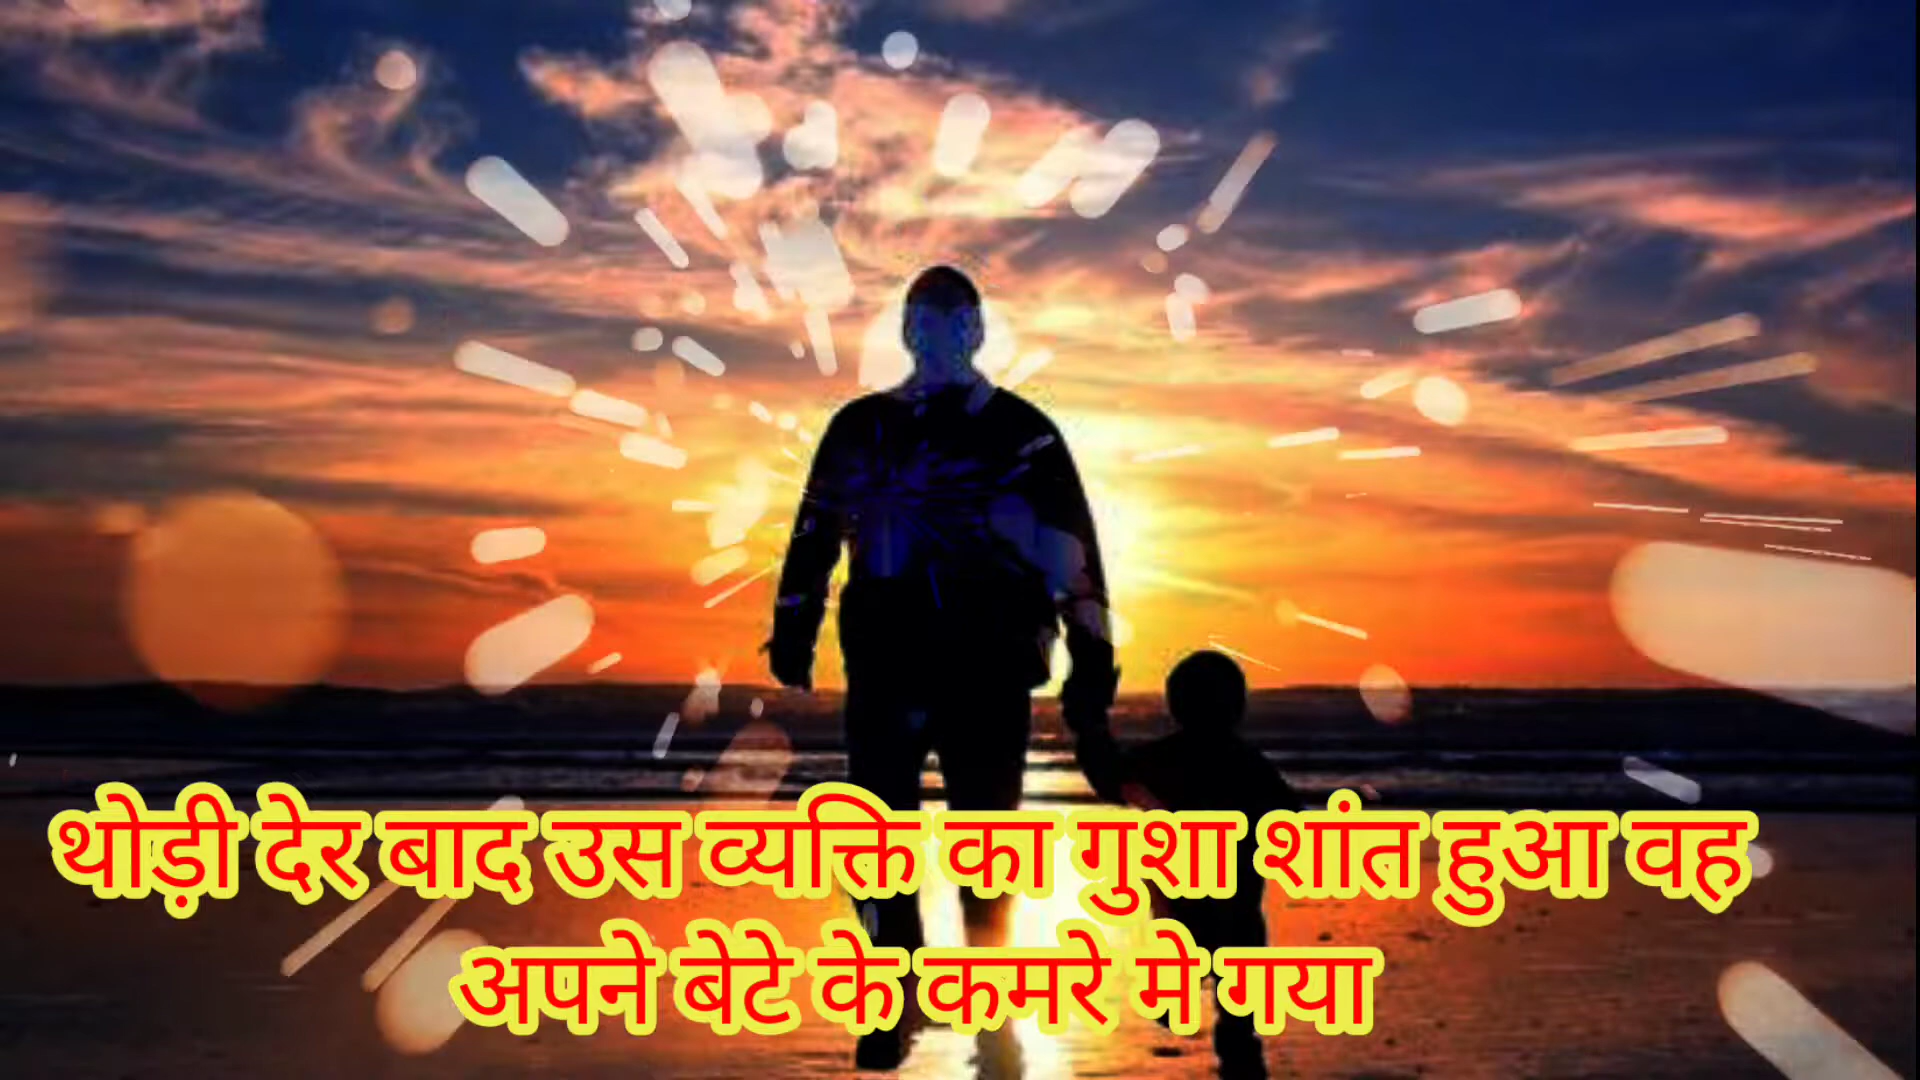 थोड़ी देर बाद उस व्यक्ति का गुशा शांत हुआ वह
अपने बेटे के कमरे मे गया